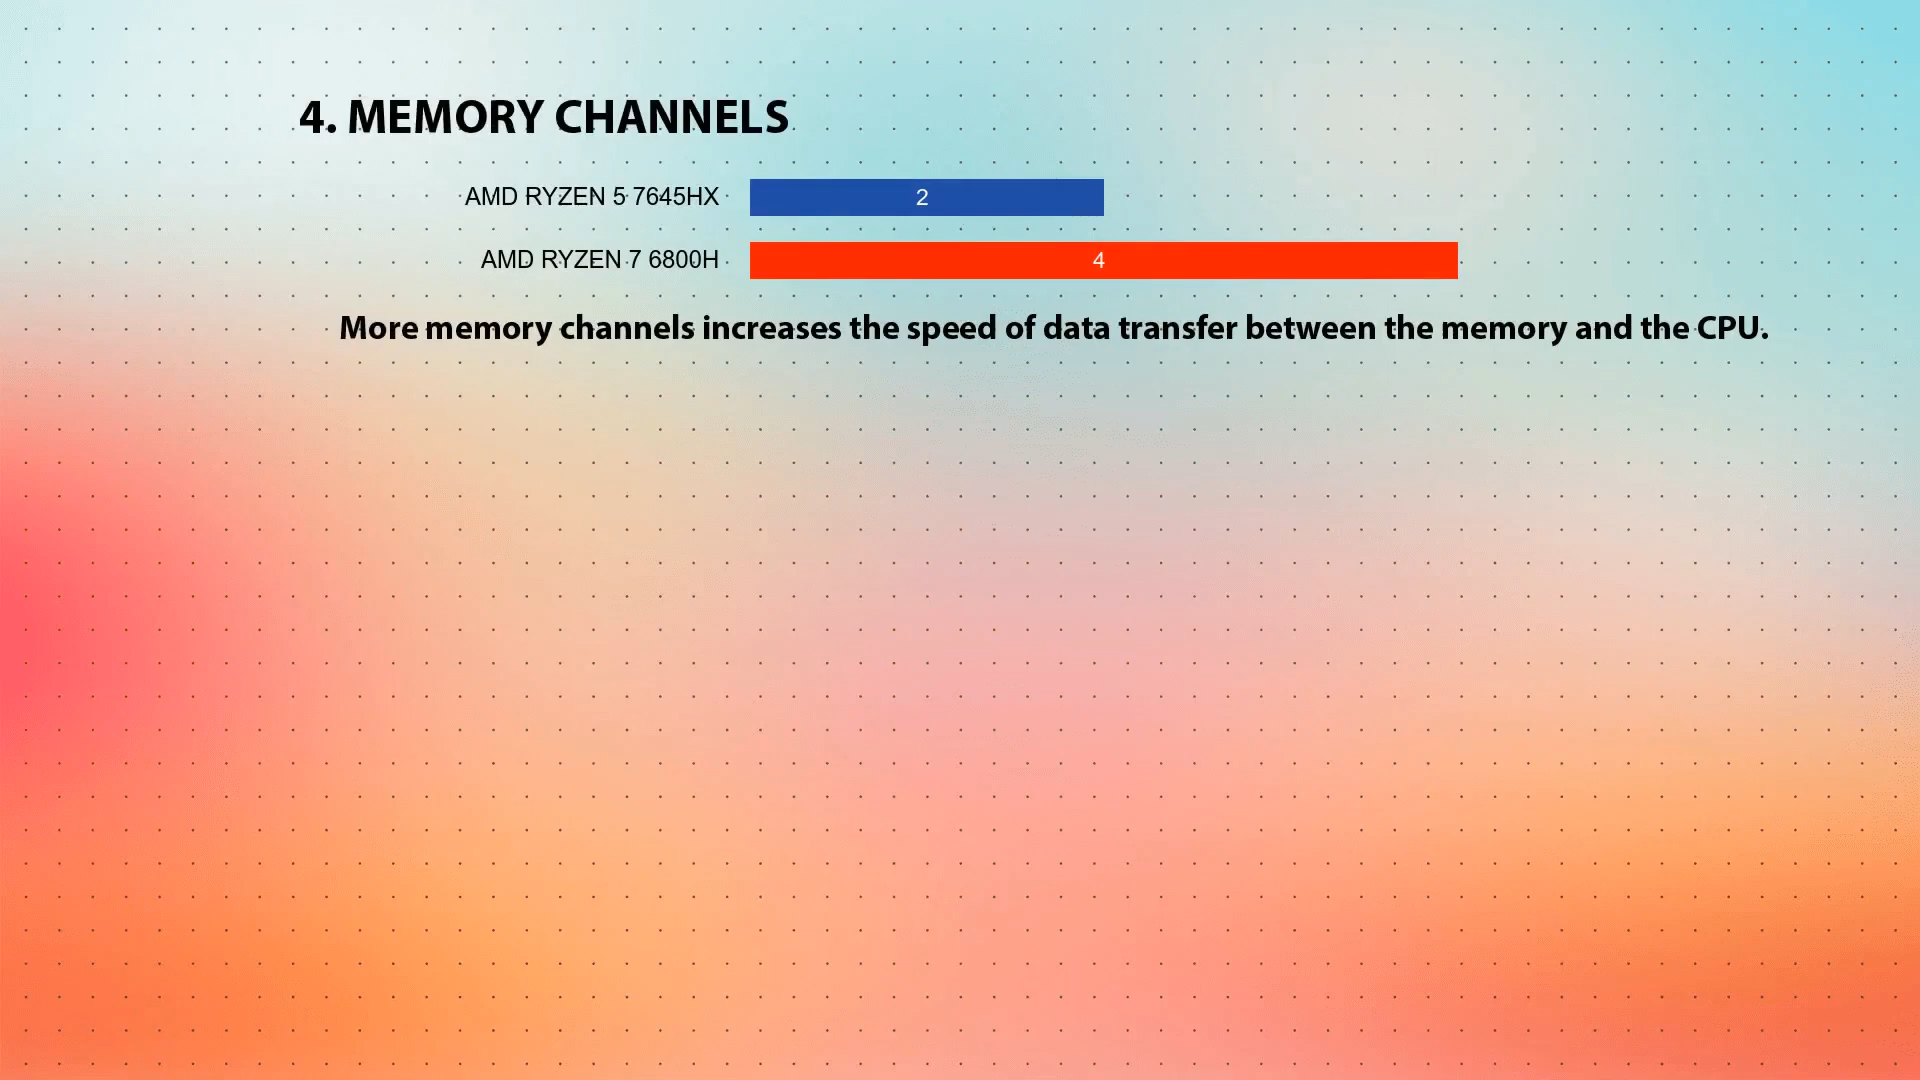 4. MEMORY CHANNELS
AMD RYZEN 5 7645HX
2
AMD RYZEN 7 6800H
4
More memory channels increases the speed of data transfer between the memory and the CPU.